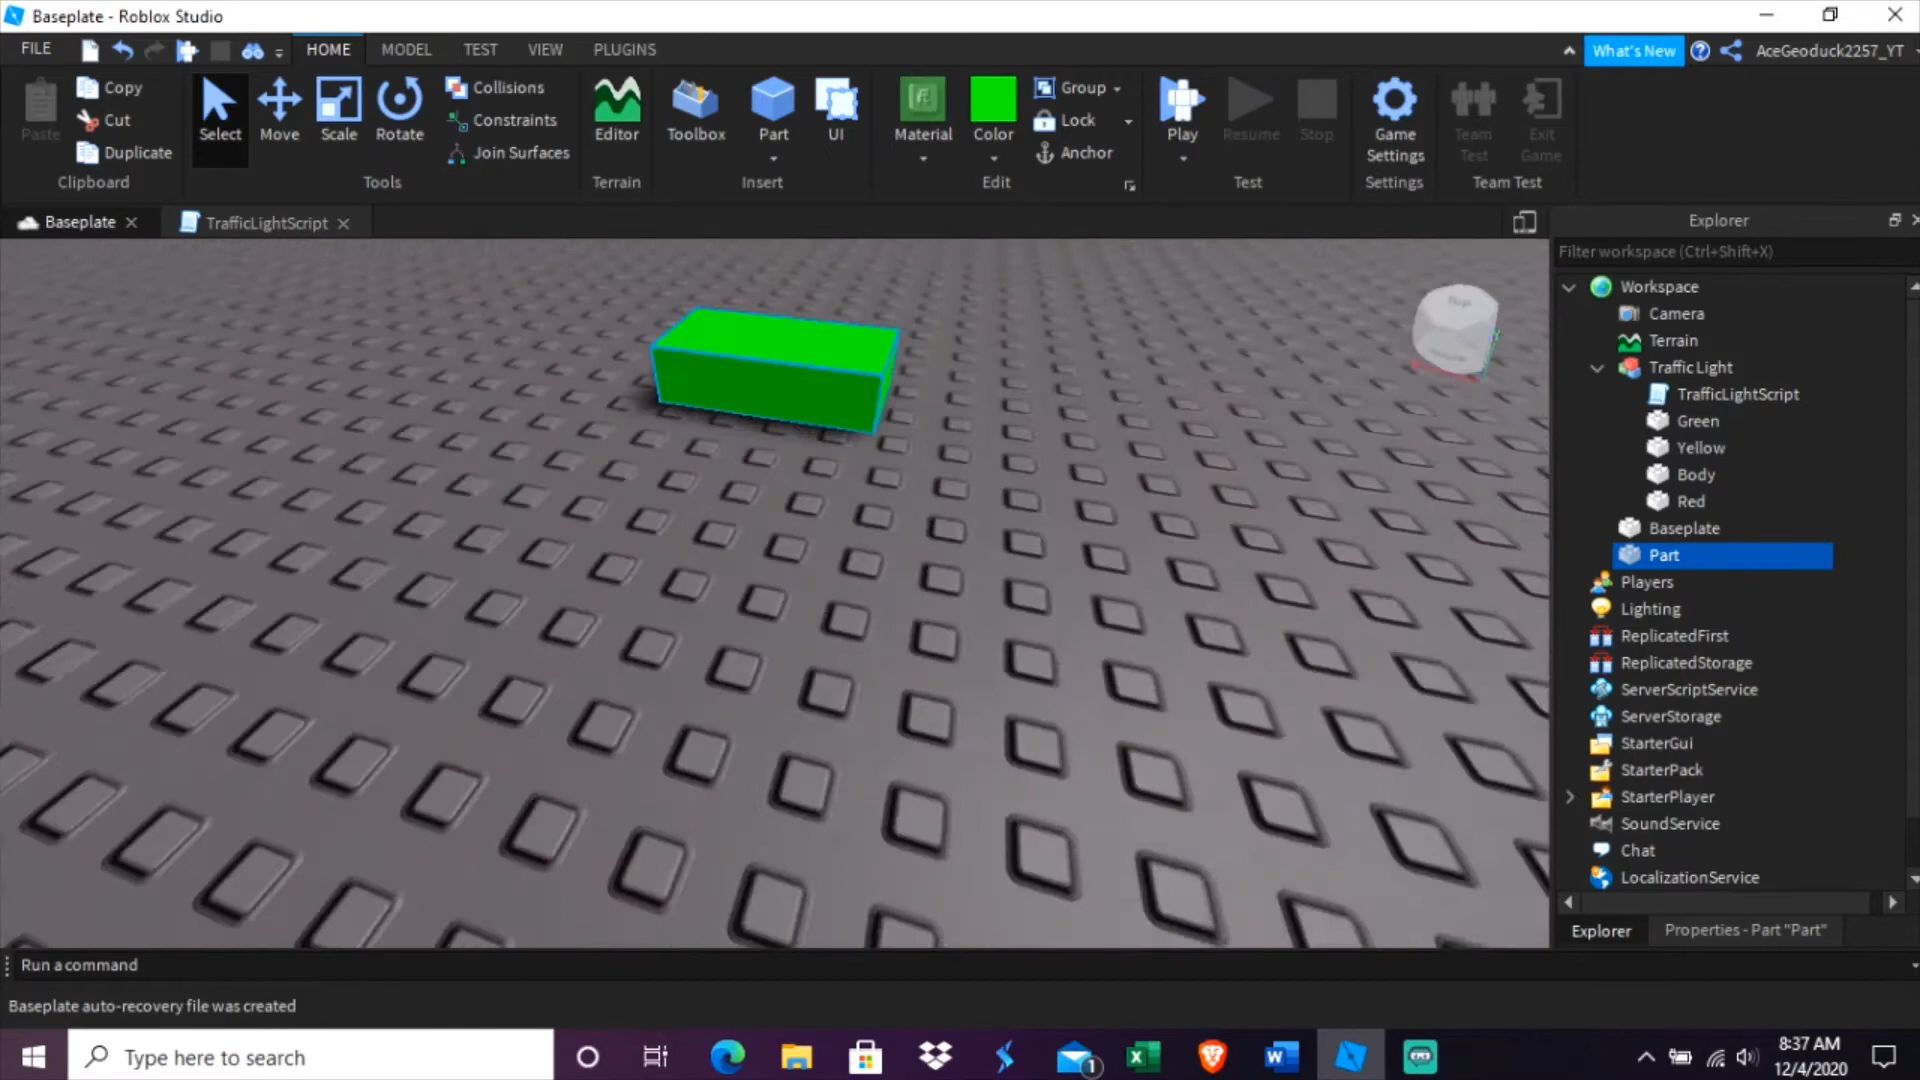 Baseplate - Roblox Studio
FILE HOME MODEL TEST VIEW PLUGINS What's New AceGeoduck2257_YT
Paste Copy Cut Duplicate
Select Move Scale Rotate
Collisions
Constraints
Join Surfaces
Editor Toolbox Part UI
Material Color Group
Lock
Anchor
Play Resume Stop
Game Settings
Team Test
Exit Game
Clipboard Tools Terrain Insert Edit Test Settings Team Test
Baseplate TrafficLightScript
Explorer
Filter workspace (Ctrl+Shift+X)
Workspace
Camera
Terrain
Traffic Light
TrafficLightScript
Green
Yellow
Body
Red
Baseplate
Part
Players
Lighting
ReplicatedFirst
ReplicatedStorage
ServerScriptService
ServerStorage
StarterGui
StarterPack
StarterPlayer
SoundService
Chat
LocalizationService
Explorer Properties - Part "Part"
Run a command
Baseplate auto-recovery file was created
Type here to search
1
8:37 AM
12/4/2020